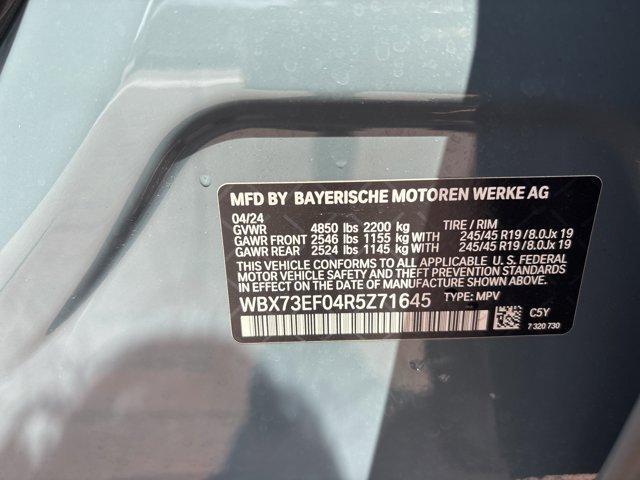 MFD BY BAYERISCHE MOTOREN WERKE AG
04/24
GVWR 4850 lbs 2200 kg TIRE / RIM
GAWR FRONT 2546 lbs 1155 kg WITH 245/45 R19/8.0Jx 19
GAWR REAR 2524 lbs 1145 kg WITH 245/45 R19/8.0Jx 19
THIS VEHICLE CONFORMS TO ALL APPLICABLE U.S. FEDERAL
MOTOR VEHICLE SAFETY, BUMPER, AND THEFT PREVENTION
STANDARDS IN EFFECT ON THE DATE OF MANUFACTURE SHOWN ABOVE.
WBX73EF04R5Z71645 TYPE: MPV
C5Y
7 320 730